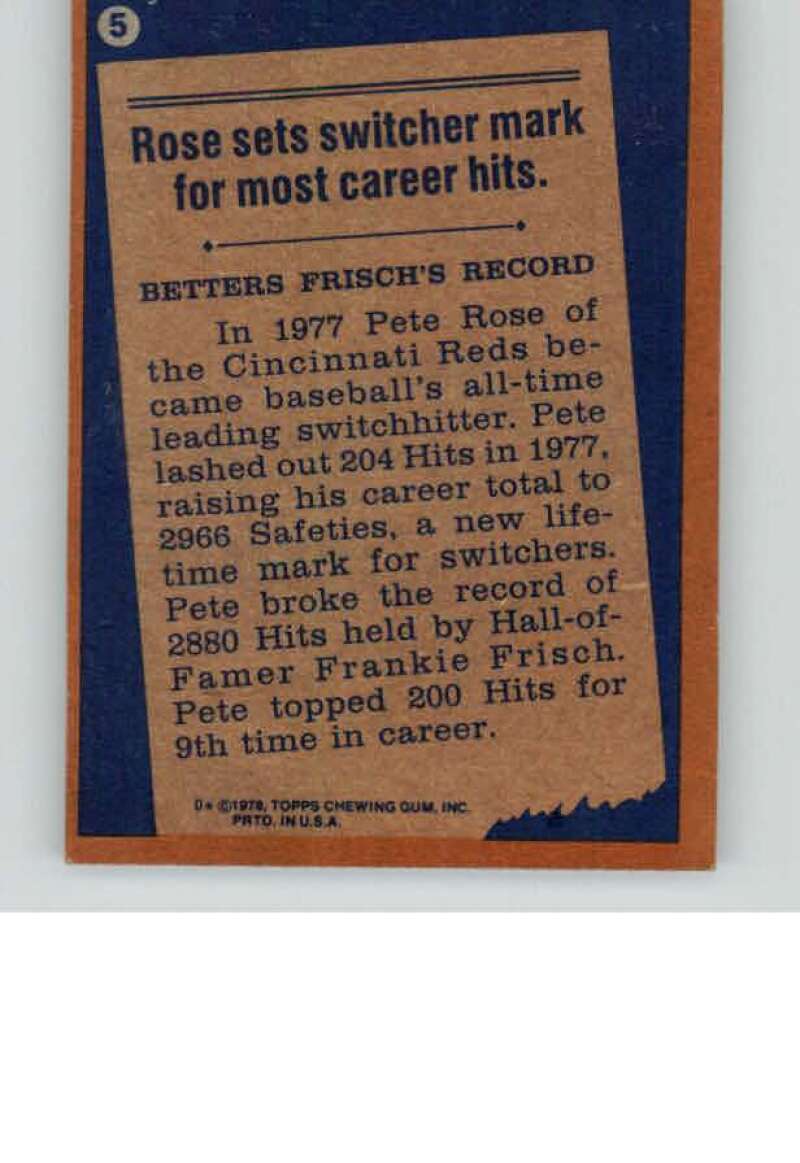 5
Rose sets switcher mark
for most career hits.
BETTERS FRISCH'S RECORD
In 1977 Pete Rose of
the Cincinnati Reds be-
came baseball's all-time
leading switchhitter. Pete
lashed out 204 Hits in 1977,
raising his career total to
2966 Safeties, a new life-
time mark for switchers.
Pete broke the record of
2880 Hits held by Hall-of-
Famer Frankie Frisch.
Pete topped 200 Hits for
9th time in career.
D* ©1978, TOPPS CHEWING GUM, INC.
PRTD. IN U.S.A.